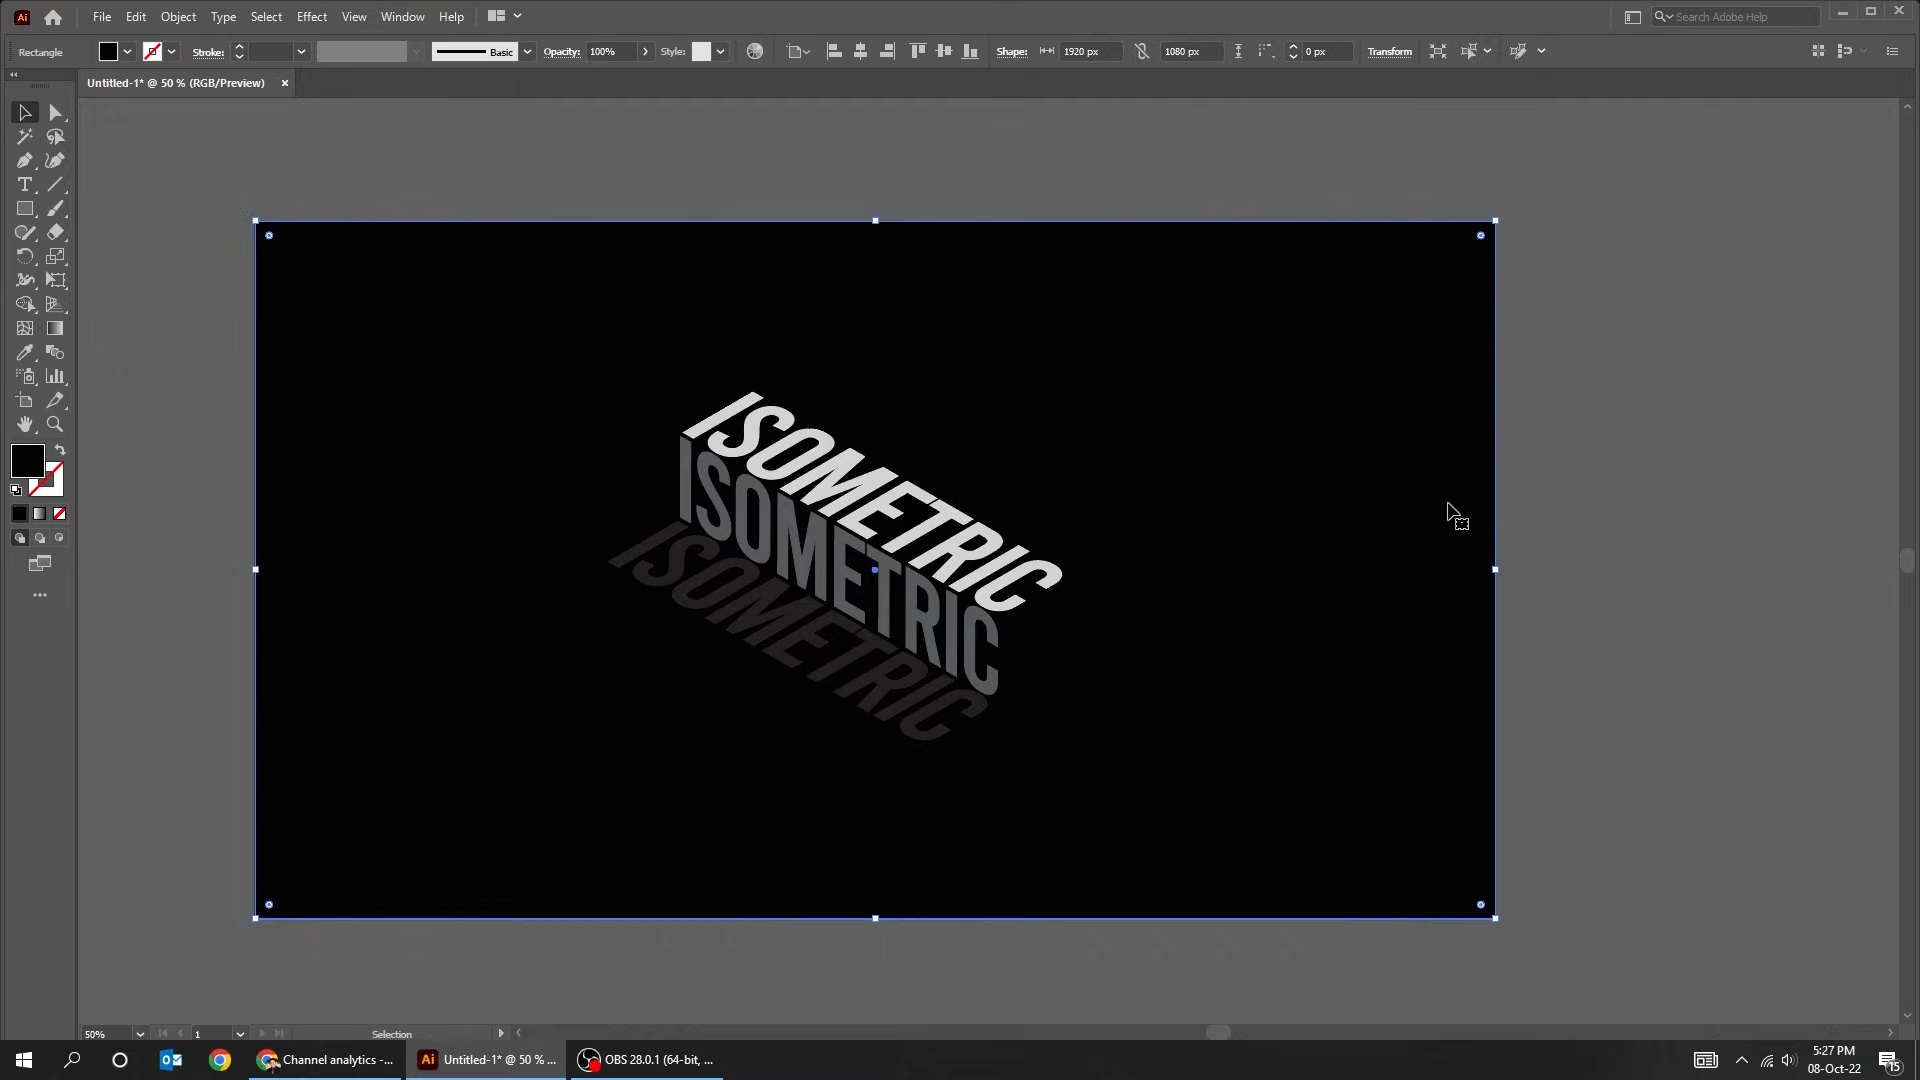 Ai File Edit Object Select Type Effect View Window Help Search Adobe Help
Rectangle Stroke: Basic Opacity: 100% Style: Shape: 1920 px 1080 px 0 px Transform
Untitled-1* @ 50 % (RGB/Preview)
ISOMETRIC
ISOMETRIC
ISOMETRIC
50% 1 Selection
Channel analytics -... Ai Untitled-1* @ 50 % ... OBS 28.0.1 (64-bit, ...
5:27 PM
08-Oct-22
15